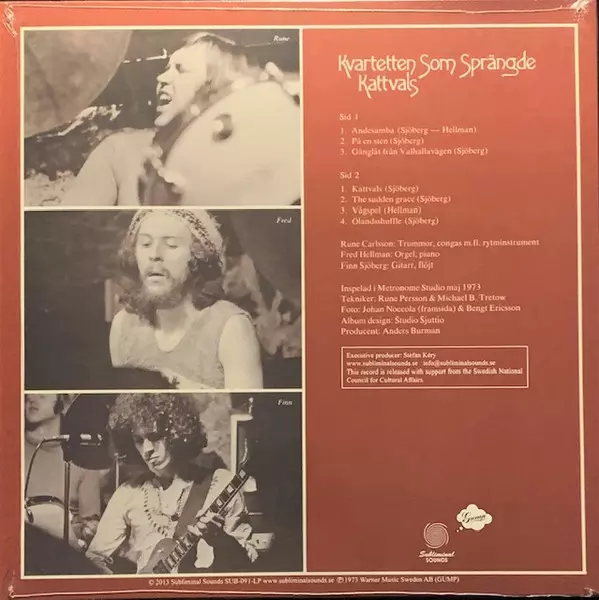 Rune
Fred
Finn
Kvartetten Som Sprängde
Kattvals
Sid 1
1. Andesamba (Sjöberg — Hellman)
2. På en sten (Sjöberg)
3. Gånglåt från Valhallavägen (Sjöberg)
Sid 2
1. Kattvals (Sjöberg)
2. The sudden grace (Sjöberg)
3. Vågspel (Hellman)
4. Ölandsshuffle (Sjöberg)
Rune Carlsson: Trummor, congas m.fl. rytminstrument
Fred Hellman: Orgel, piano
Finn Sjöberg: Gitarr, flöjt
Inspelad i Metronome Studio maj 1973
Tekniker: Rune Persson & Michael B. Tretow
Foto: Johan Noccola (framsida) & Bengt Ericsson
Album design: Studio Sjuttio
Producent: Anders Burman
Executive producer: Stefan Kéry
www.subliminalsounds.se info@subliminalsounds.se
This record is released with support from the Swedish National
Council for Cultural Affairs
Gump
Subliminal
SOUNDS
© 2013 Subliminal Sounds SUB-091-LP www.subliminalsounds.se ℗ 1973 Warner Music Sweden AB (GUMP)